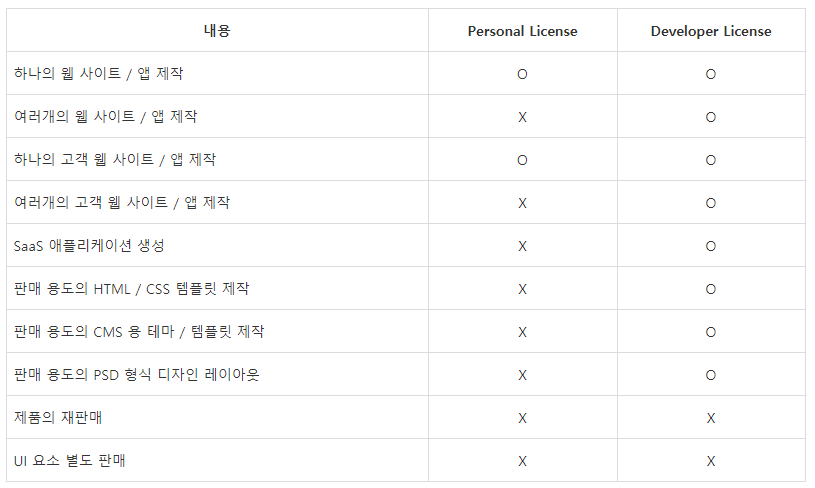 내용 Personal License Developer License
하나의 웹 사이트 / 앱 제작 O O
여러개의 웹 사이트 / 앱 제작 X O
하나의 고객 웹 사이트 / 앱 제작 O O
여러개의 고객 웹 사이트 / 앱 제작 X O
SaaS 애플리케이션 생성 X O
판매 용도의 HTML / CSS 템플릿 제작 X O
판매 용도의 CMS 용 테마 / 템플릿 제작 X O
판매 용도의 PSD 형식 디자인 레이아웃 X O
제품의 재판매 X X
UI 요소 별도 판매 X X